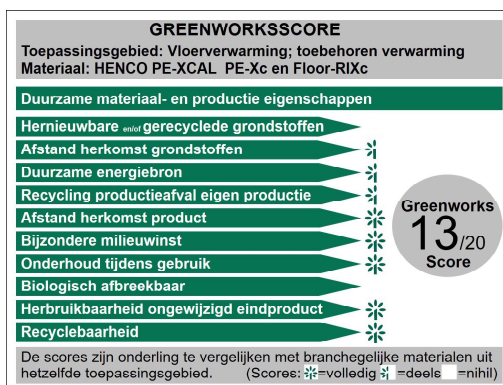 GREENWORKSSCORE
Toepassingsgebied: Vloerverwarming; toebehoren verwarming
Materiaal: HENCO PE-XCAL PE-Xc en Floor-RIXc
Duurzame materiaal- en productie eigenschappen
Hernieuwbare en/of gerecyclede grondstoffen
Afstand herkomst grondstoffen
Duurzame energiebron
Recycling productieafval eigen productie
Afstand herkomst product
Bijzondere milieuwinst
Onderhoud tijdens gebruik
Biologisch afbreekbaar
Herbruikbaarheid ongewijzigd eindproduct
Recyclebaarheid
Greenworks
13/20
Score
De scores zijn onderling te vergelijken met branchegelijke materialen uit
hetzelfde toepassingsgebied. (Scores: =volledig =deels =nihil)